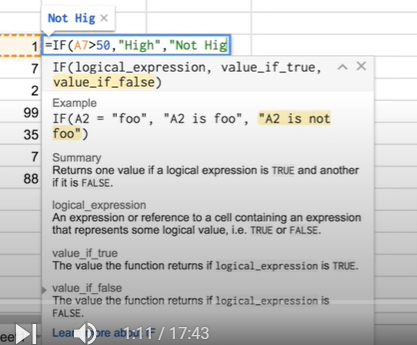 Not Hig ×
1 =IF(A7>50,"High","Not Hig
7 IF(logical_expression, value_if_true,
2 value_if_false)
Example
99 IF(A2 = "foo", "A2 is foo", "A2 is not
35 foo")
7 Summary
Returns one value if a logical expression is TRUE and another
88 if it is FALSE.
logical_expression
An expression or reference to a cell containing an expression
that represents some logical value, i.e. TRUE or FALSE.
value_if_true
The value the function returns if logical_expression is TRUE.
value_if_false
The value the function returns if logical_expression is
FALSE.
1:11 / 17:43
Learn more about IF